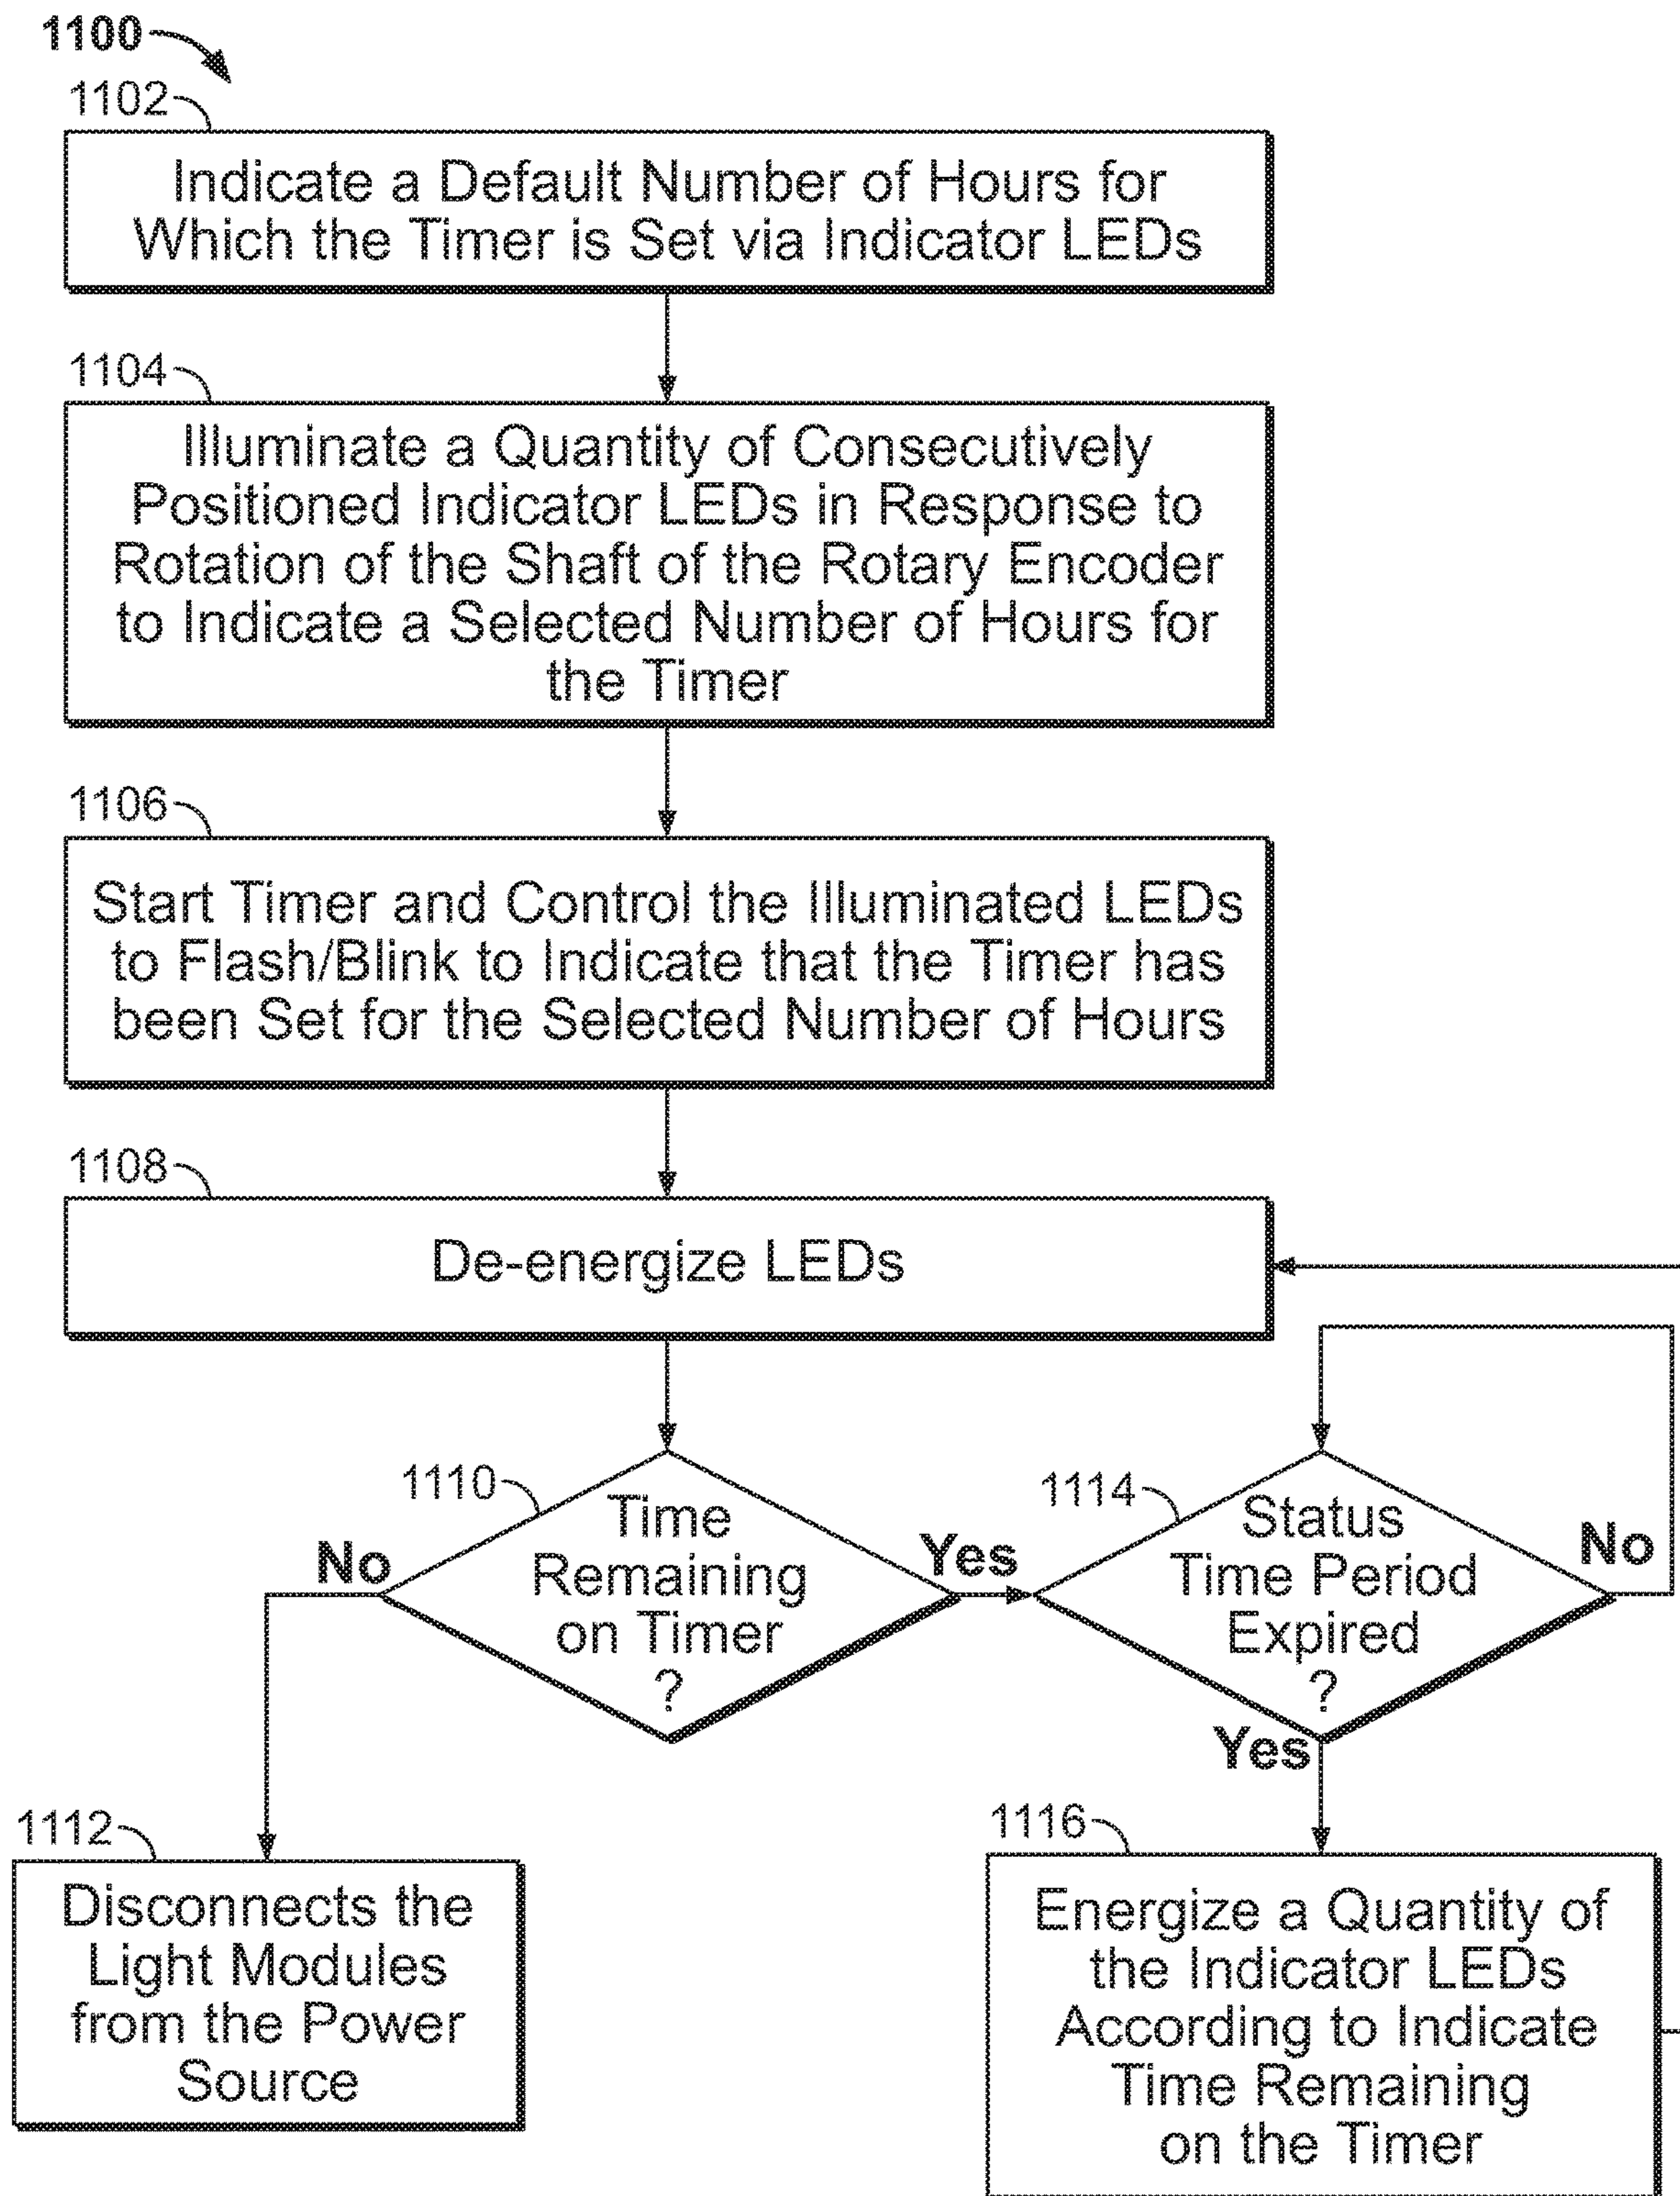 1100
1102
Indicate a Default Number of Hours for
Which the Timer is Set via Indicator LEDs
1104
Illuminate a Quantity of Consecutively
Positioned Indicator LEDs in Response to
Rotation of the Shaft of the Rotary Encoder
to Indicate a Selected Number of Hours for
the Timer
1106
Start Timer and Control the Illuminated LEDs
to Flash/Blink to Indicate that the Timer has
been Set for the Selected Number of Hours
1108
De-energize LEDs
1110
Time
Remaining
on Timer
?
No
Yes
1114
Status
Time Period
Expired
?
No
Yes
1112
Disconnects the
Light Modules
from the Power
Source
1116
Energize a Quantity of
the Indicator LEDs
According to Indicate
Time Remaining
on the Timer